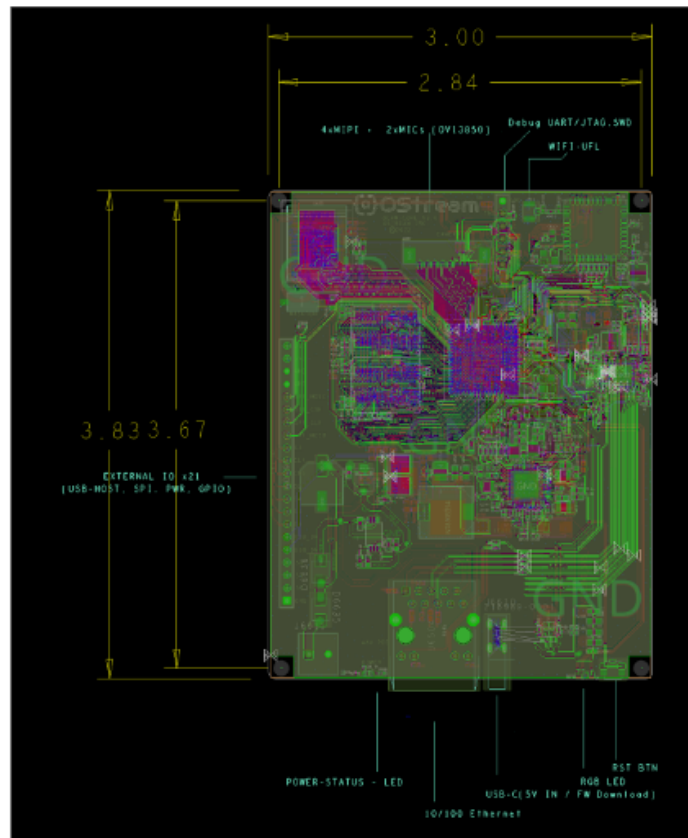 3.00
2.84
4xMIPI - 2xMICs (OV13850)
Debug UART/JTAG.SWD
WIFI-UFL
OStream
GND
3.83
3.67
EXTERNAL IO x21
(USB-HOST, SPI, PWR, GPIO)
GND
RST BTN
POWER-STATUS - LED
RGB LED
USB-C(5V IN / FW Download)
10/100 Ethernet